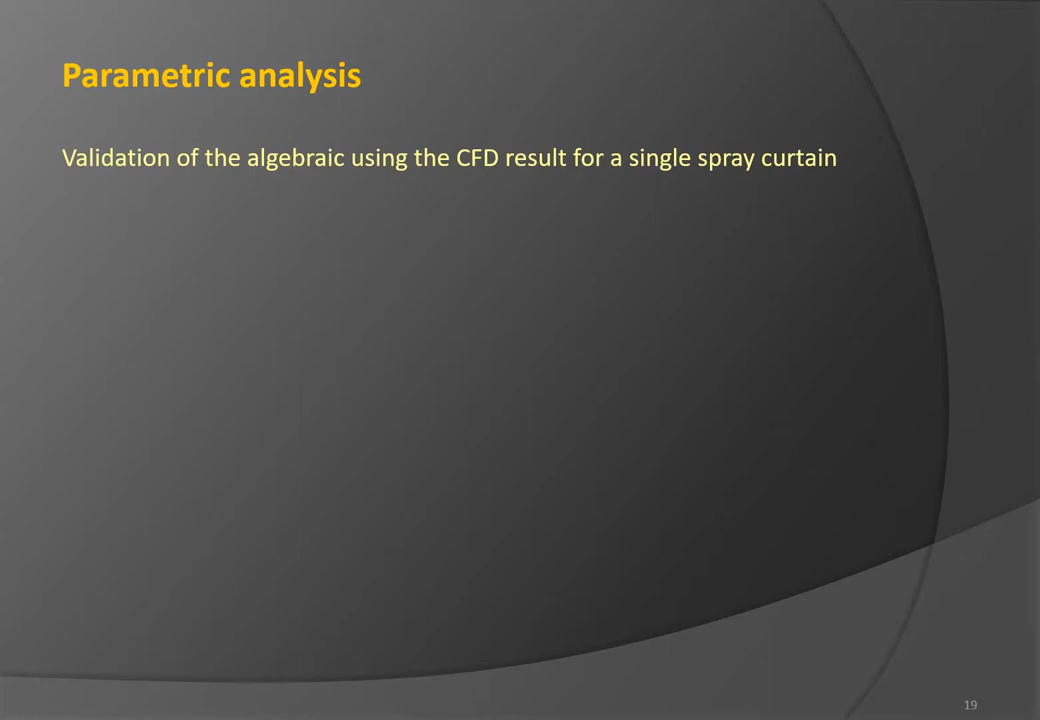 Parametric analysis
Validation of the algebraic using the CFD result for a single spray curtain
19